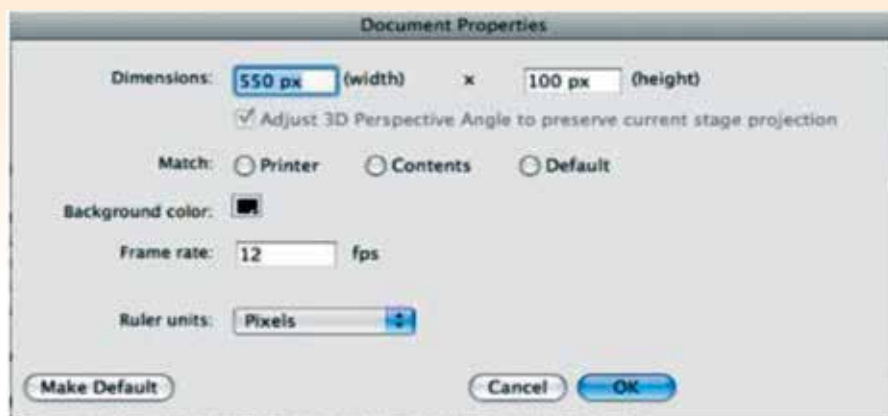 Document Properties
Dimensions: 550 px (width) x 100 px (height)
Adjust 3D Perspective Angle to preserve current stage projection
Match: Printer Contents Default
Background color:
Frame rate: 12 fps
Ruler units: Pixels
Make Default Cancel OK